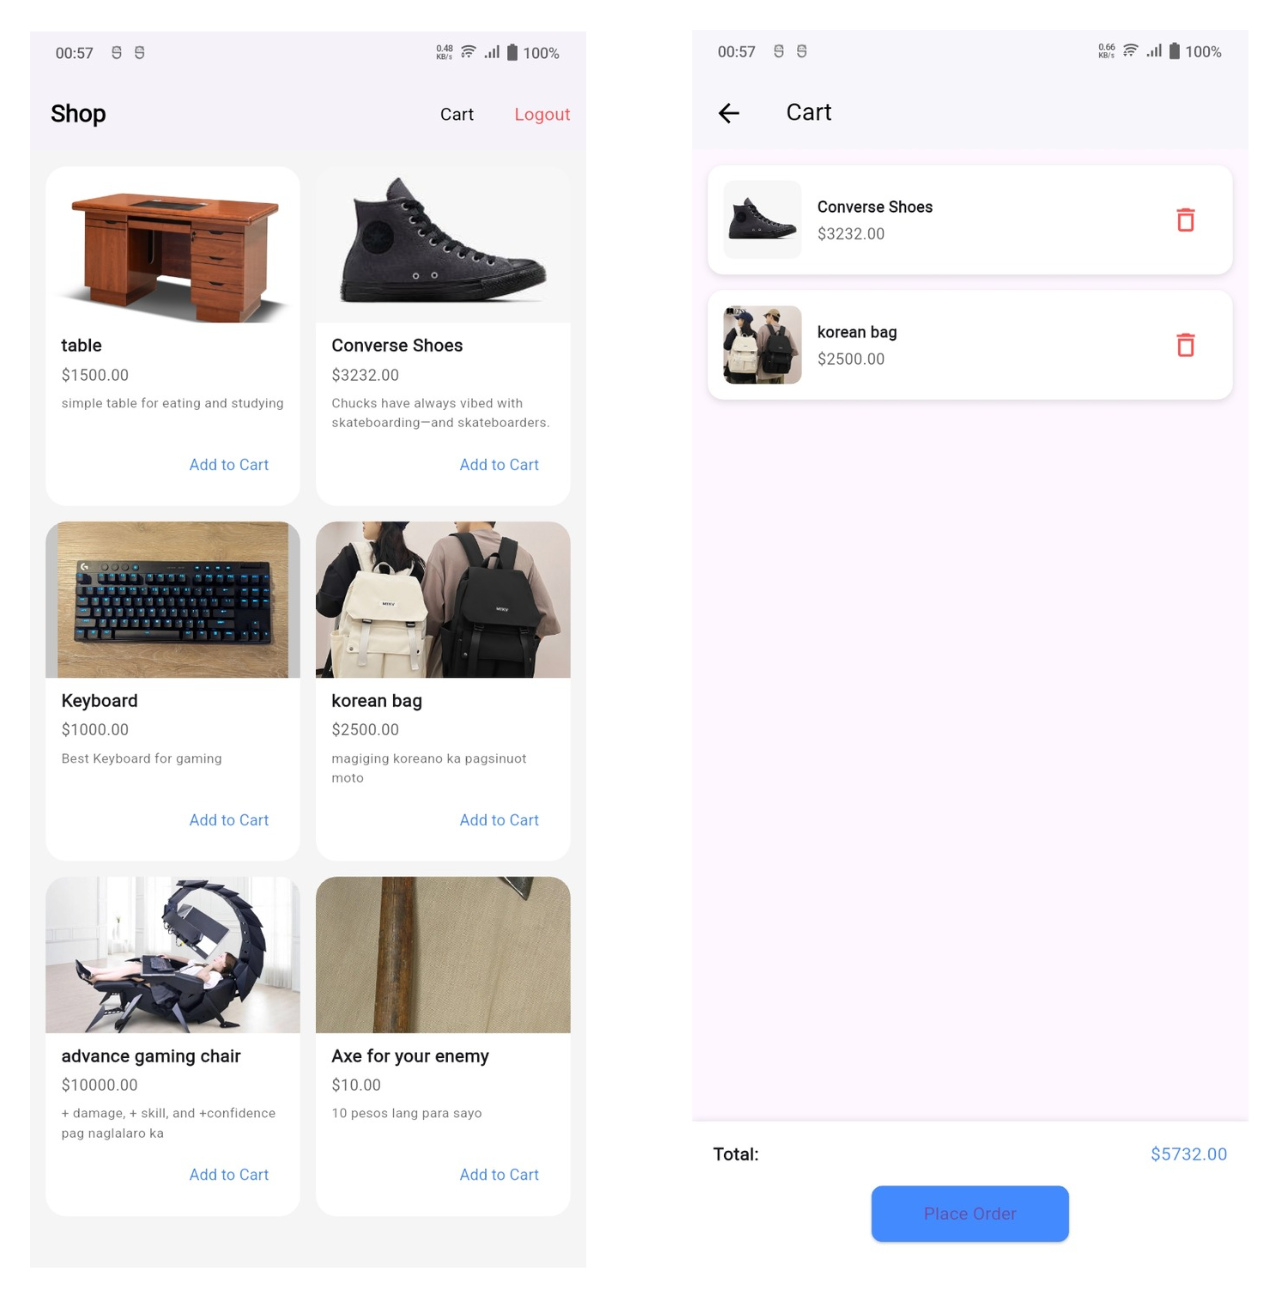 00:57
0.48
KB/s
100%
Shop
Cart
Logout
table
$1500.00
simple table for eating and studying
Add to Cart
Converse Shoes
$3232.00
Chucks have always vibed with
skateboarding—and skateboarders.
Add to Cart
Keyboard
$1000.00
Best Keyboard for gaming
Add to Cart
korean bag
$2500.00
magiging koreano ka pagsinuot
moto
Add to Cart
advance gaming chair
$10000.00
+ damage, + skill, and +confidence
pag naglalaro ka
Add to Cart
Axe for your enemy
$10.00
10 pesos lang para sayo
Add to Cart
00:57
0.66
KB/s
100%
Cart
Converse Shoes
$3232.00
korean bag
$2500.00
Total:
$5732.00
Place Order